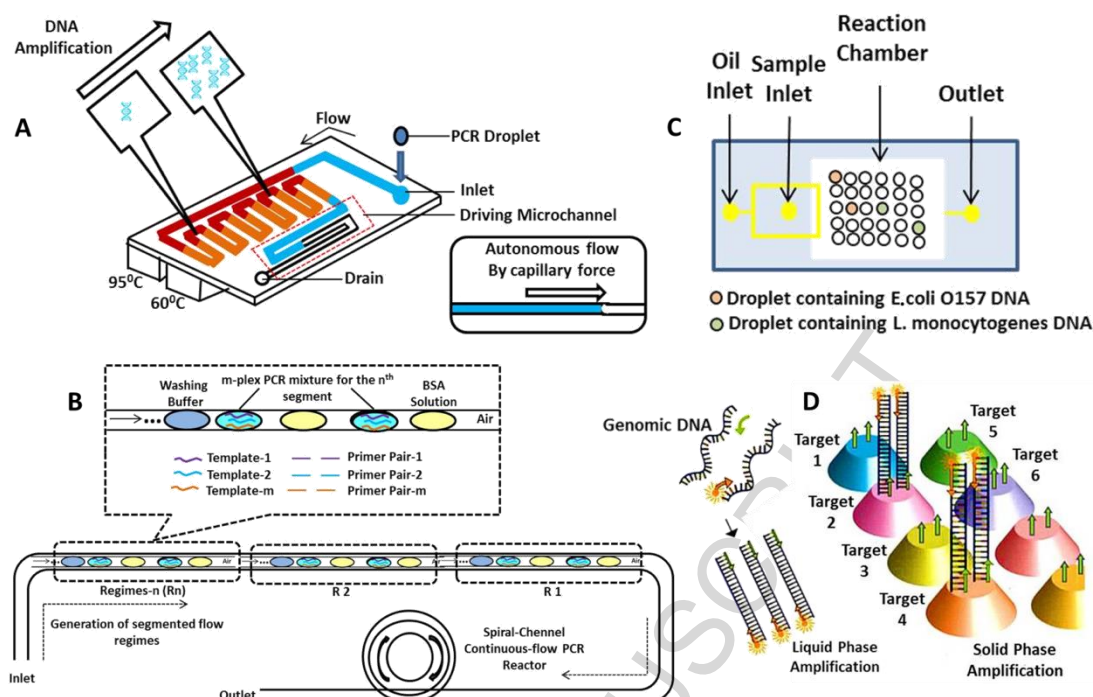 A
DNA
Amplification
Flow
PCR Droplet
Inlet
Driving Microchannel
Drain
95⁰C
60⁰C
Autonomous flow
By capillary force
C
Oil
Inlet
Sample
Inlet
Reaction
Chamber
Outlet
Droplet containing E.coli O157 DNA
Droplet containing L. monocytogenes DNA
B
Washing
Buffer
m-plex PCR mixture for the nth
segment
BSA
Solution
Air
Template-1
Primer Pair-1
Template-2
Primer Pair-2
Template-m
Primer Pair-m
Air
Air
Air
Regimes-n (Rn)
R 2
R 1
Generation of segmented flow
regimes
Spiral-Chennel
Continuous-flow PCR
Reactor
Inlet
Outlet
D
Genomic DNA
Target
1
Target
2
Target
3
Target
4
Target
5
Target
6
Liquid Phase
Amplification
Solid Phase
Amplification